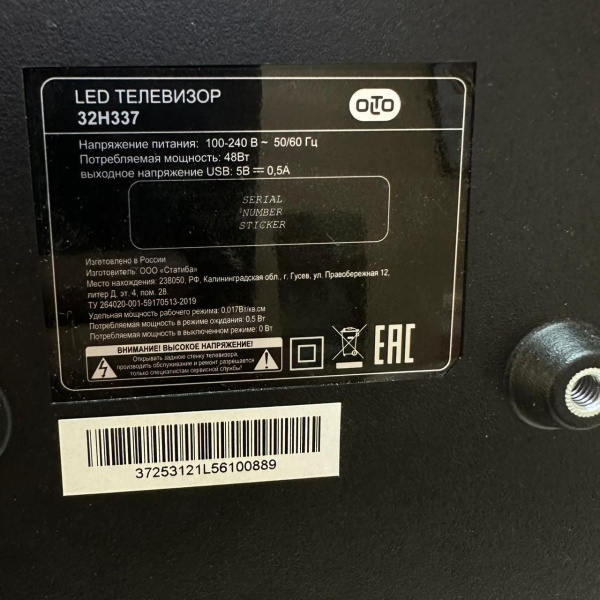 LED ТЕЛЕВИЗОР
32H337
OLTO
Напряжение питания: 100-240 В ~ 50/60 Гц
Потребляемая мощность: 48Вт
выходное напряжение USB: 5В ⎓ 0,5А
SERIAL
NUMBER
STICKER
Изготовлено в России
Изготовитель: ООО «Статиба»
Место нахождения: 238050, РФ, Калининградская обл., г. Гусев, ул. Правобережная 12,
литер Д, эт. 4, пом. 28
ТУ 264020-001-59170513-2019
Удельная мощность рабочего режима: 0,017Вт/кв.см
Потребляемая мощность в режиме ожидания: 0,5 Вт
Потребляемая мощность в выключенном режиме: 0 Вт
ВНИМАНИЕ! ВЫСОКОЕ НАПРЯЖЕНИЕ!
Открывать заднюю стенку телевизора,
производить обслуживание и ремонт разрешается
только специалистам сервисной службы!
EAC
37253121L56100889